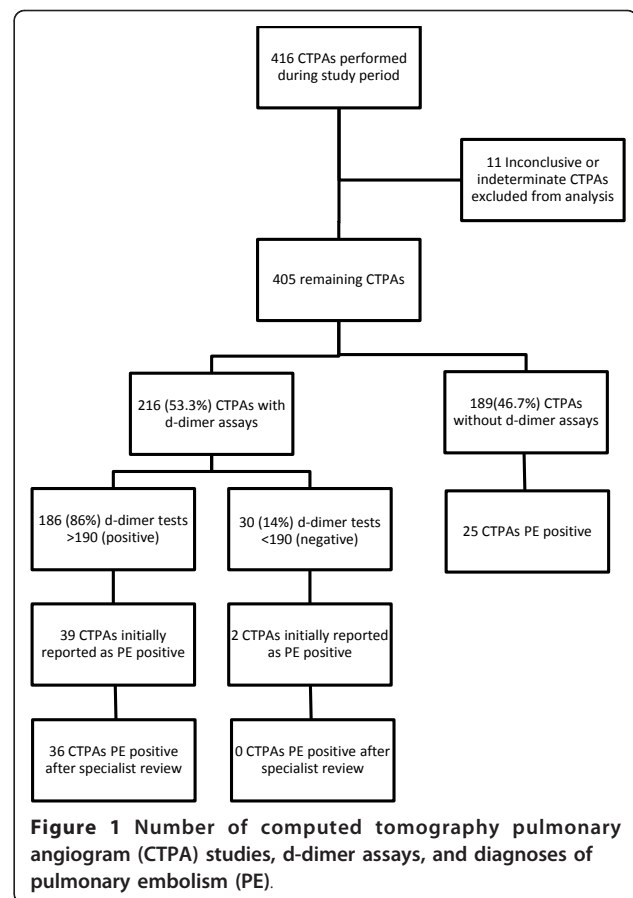 416 CTPAs performed
during study period
11 Inconclusive or
indeterminate CTPAs
excluded from analysis
405 remaining CTPAs
216 (53.3%) CTPAs with
d-dimer assays
189(46.7%) CTPAs
without d-dimer assays
186 (86%) d-dimer tests
>190 (positive)
30 (14%) d-dimer tests
<190 (negative)
25 CTPAs PE positive
39 CTPAs initially
reported as PE positive
2 CTPAs initially reported
as PE positive
36 CTPAs PE positive
after specialist review
0 CTPAs PE positive after
specialist review
Figure 1 Number of computed tomography pulmonary
angiogram (CTPA) studies, d-dimer assays, and diagnoses of
pulmonary embolism (PE).